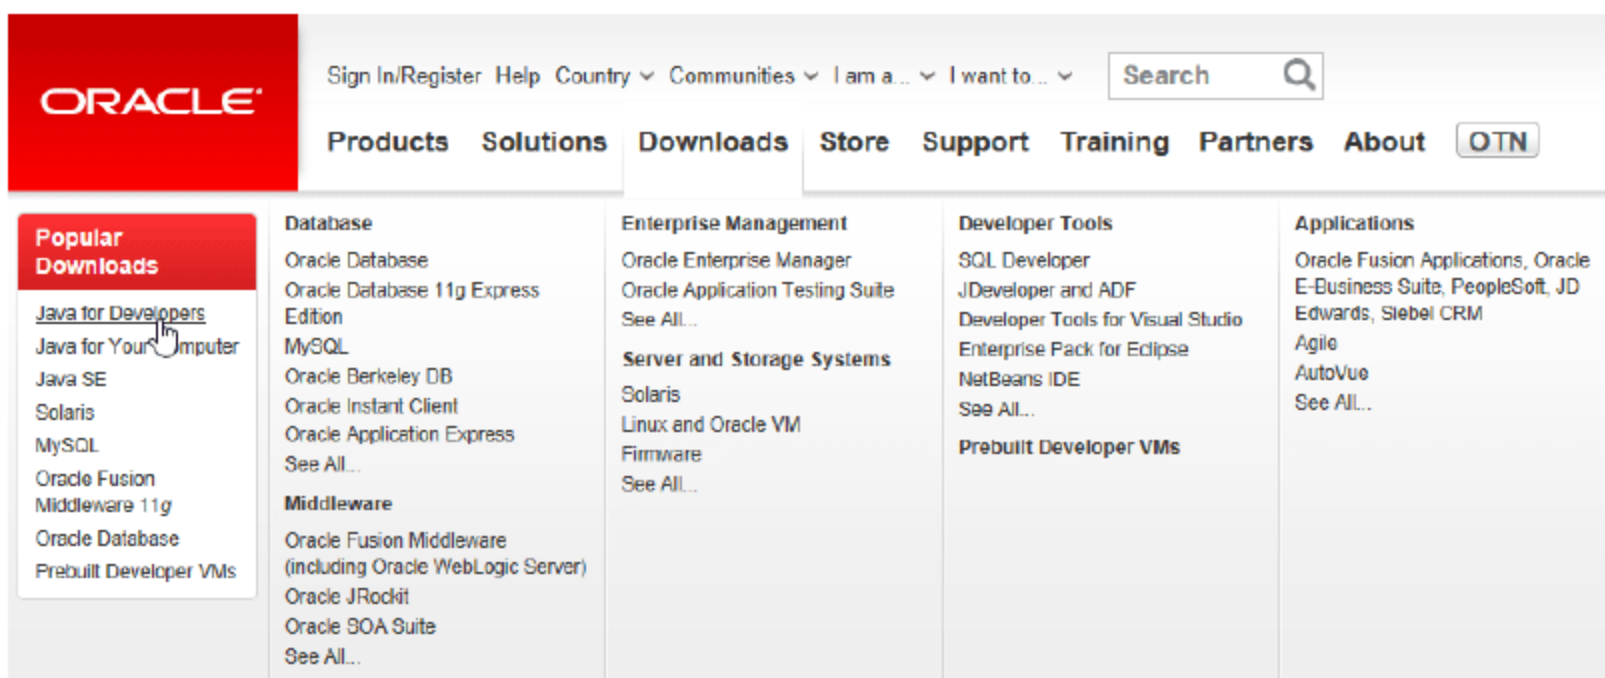 ORACLE
Sign In/Register Help Country Communities I am a... I want to... Search
Products Solutions Downloads Store Support Training Partners About OTN
Popular
Downloads
Java for Developers
Java for Your mputer
Java SE
Solaris
MySQL
Oracle Fusion
Middleware 11g
Oracle Database
Prebuilt Developer VMs
Database
Oracle Database
Oracle Database 11g Express
Edition
MySQL
Oracle Berkeley DB
Oracle Instant Client
Oracle Application Express
See All...
Middleware
Oracle Fusion Middleware
(including Oracle WebLogic Server)
Oracle JRockit
Oracle SOA Suite
See All...
Enterprise Management
Oracle Enterprise Manager
Oracle Application Testing Suite
See All...
Server and Storage Systems
Solaris
Linux and Oracle VM
Firmware
See All...
Developer Tools
SQL Developer
JDeveloper and ADF
Developer Tools for Visual Studio
Enterprise Pack for Eclipse
NetBeans IDE
See All...
Prebuilt Developer VMs
Applications
Oracle Fusion Applications, Oracle
E-Business Suite, PeopleSoft, JD
Edwards, Siebel CRM
Agile
AutoVue
See All...